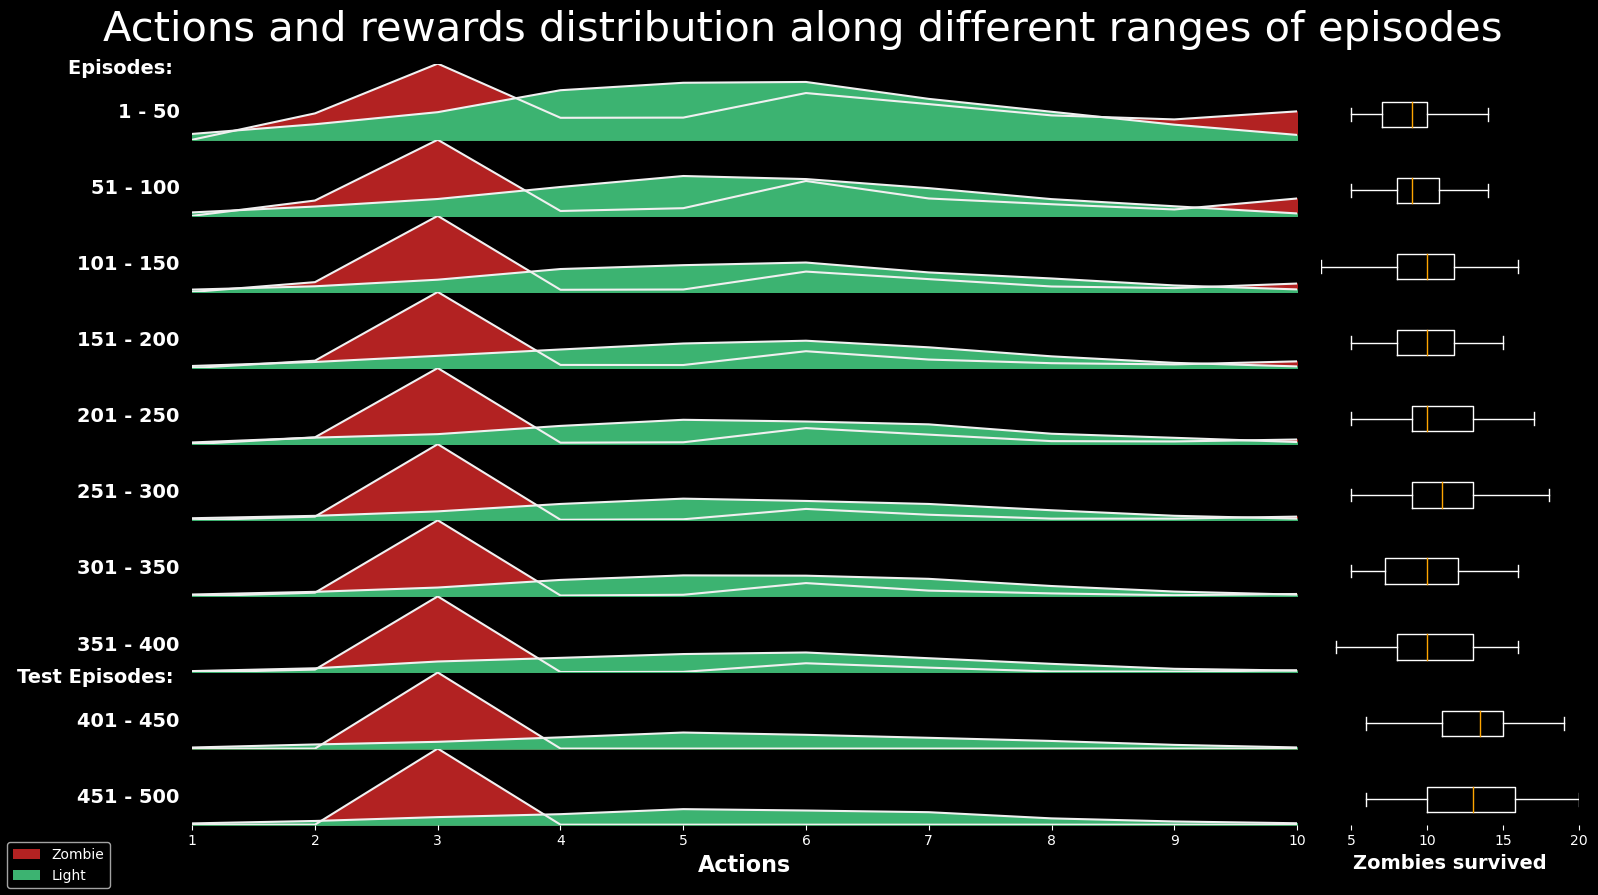 Actions and rewards distribution along different ranges of episodes
Episodes:
1 - 50
51 - 100
101 - 150
151 - 200
201 - 250
251 - 300
301 - 350
351 - 400
Test Episodes:
401 - 450
451 - 500
1 2 3 4 5 6 7 8 9 10
5 10 15 20
Actions
Zombies survived
Zombie
Light